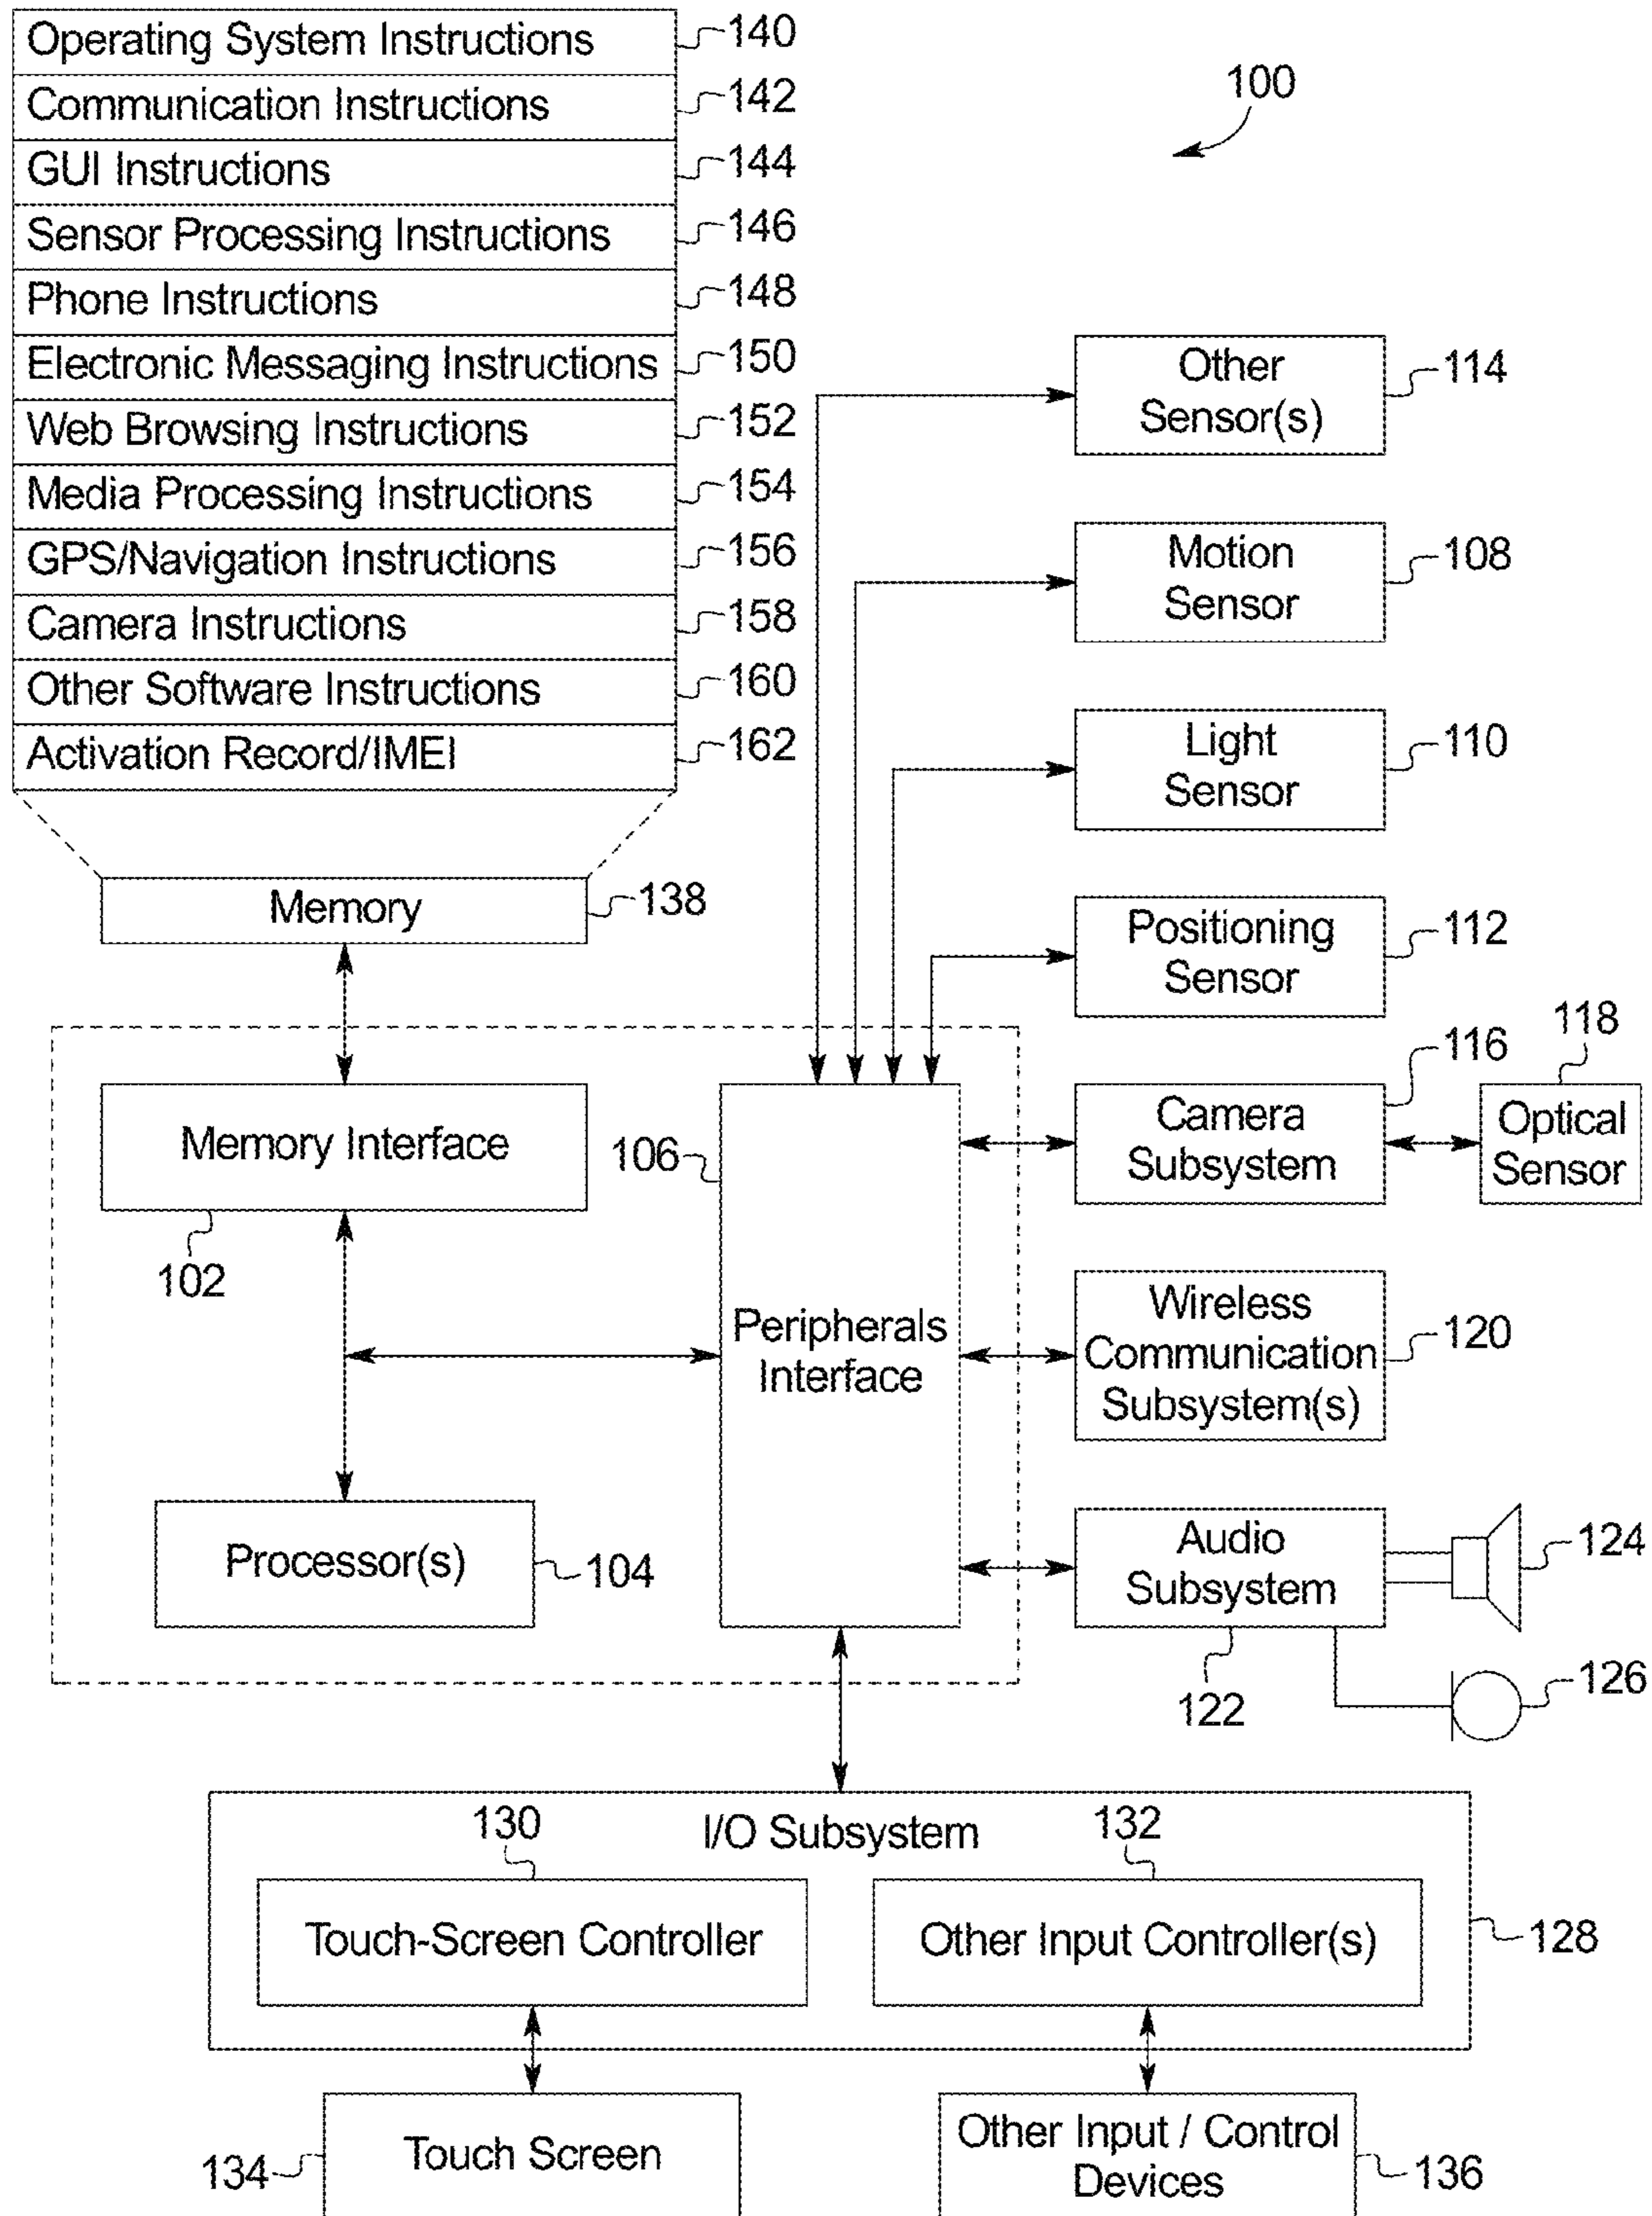 Operating System Instructions 140
Communication Instructions 142
GUI Instructions 144
Sensor Processing Instructions 146
Phone Instructions 148
Electronic Messaging Instructions 150
Web Browsing Instructions 152
Media Processing Instructions 154
GPS/Navigation Instructions 156
Camera Instructions 158
Other Software Instructions 160
Activation Record/IMEI 162
100
Memory 138
Other
Sensor(s)
114
Motion
Sensor
108
Light
Sensor
110
Positioning
Sensor
112
Memory Interface
102
Processor(s) 104
106
Peripherals
Interface
Camera
Subsystem
116
118
Optical
Sensor
Wireless
Communication
Subsystem(s)
120
Audio
Subsystem
122
124
126
I/O Subsystem
130
Touch-Screen Controller
132
Other Input Controller(s)
128
Touch Screen
134
Other Input / Control
Devices
136